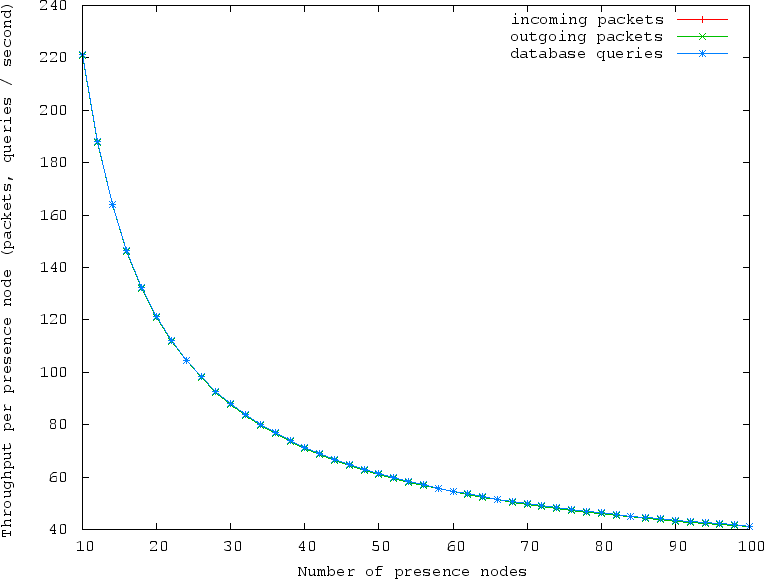 Throughput per presence node (packets, queries / second)
240
220
200
180
160
140
120
100
80
60
40
incoming packets
outgoing packets
database queries
10 20 30 40 50 60 70 80 90 100
Number of presence nodes